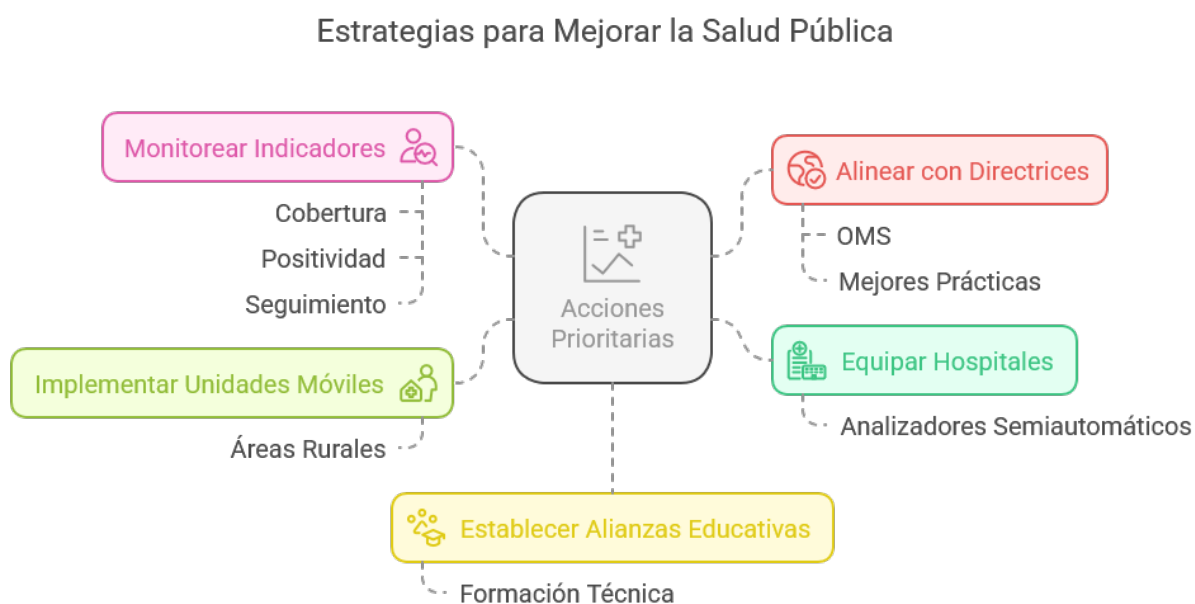 Estrategias para Mejorar la Salud Pública
Monitorear Indicadores
Cobertura
Positividad
Seguimiento
Implementar Unidades Móviles
Áreas Rurales
Acciones
Prioritarias
Alinear con Directrices
OMS
Mejores Prácticas
Equipar Hospitales
Analizadores Semiautomáticos
Establecer Alianzas Educativas
Formación Técnica